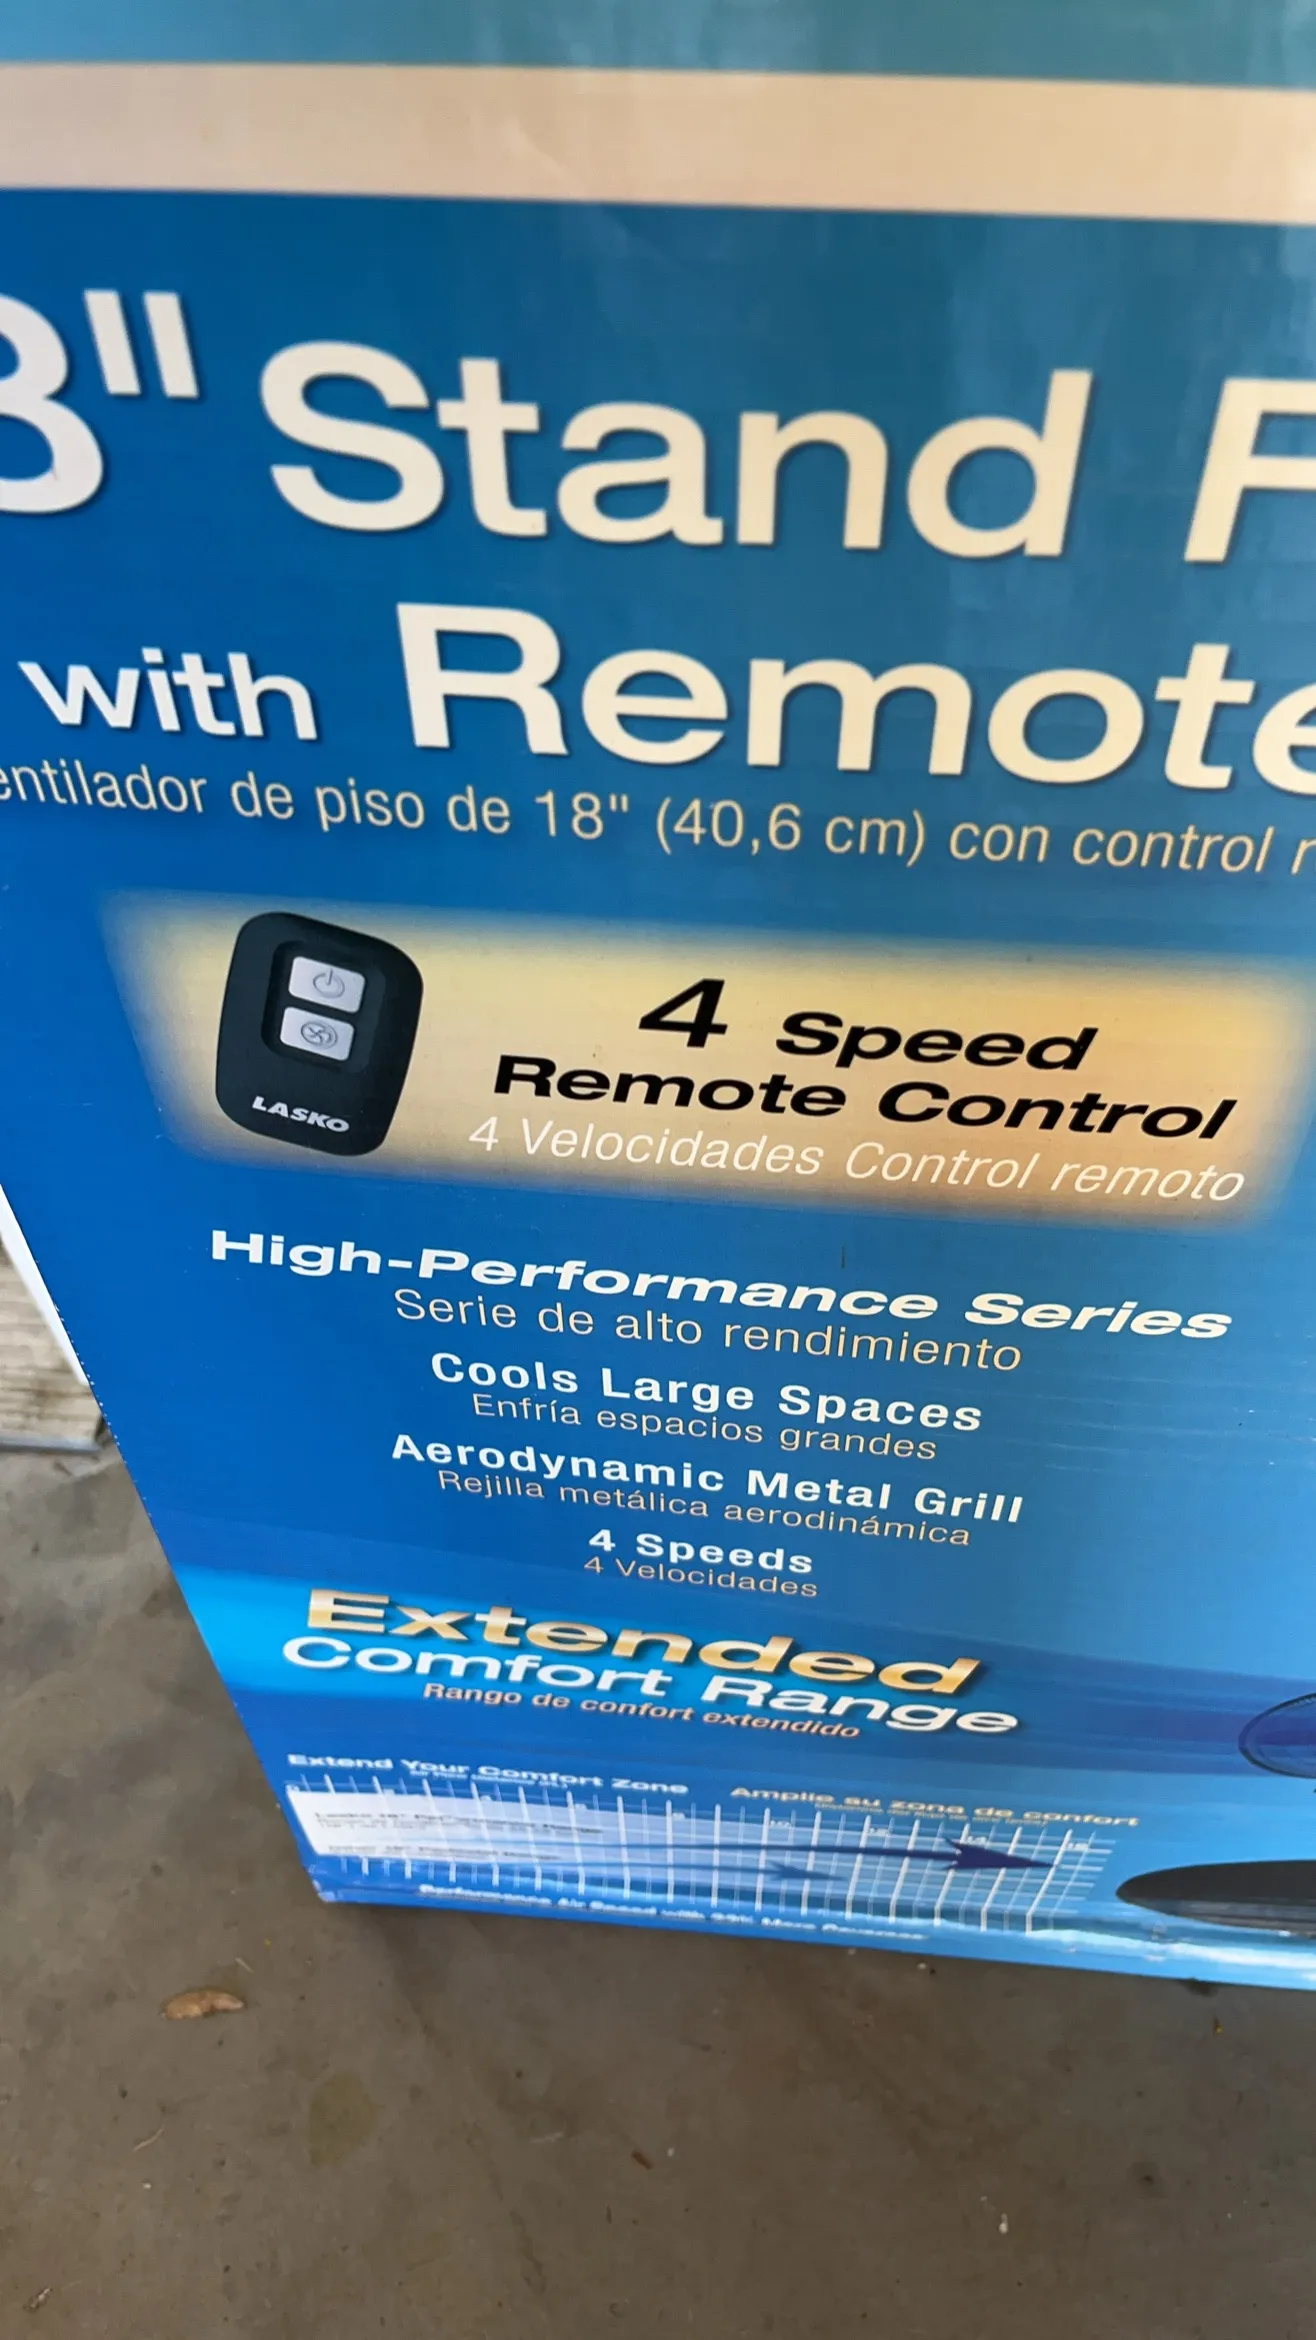 8" Stand F
with Remote
entilador de piso de 18" (40,6 cm) con control r
4 Speed
Remote Control
4 Velocidades Control remoto
LASKO
High-Performance Series
Serie de alto rendimiento
Cools Large Spaces
Enfría espacios grandes
Aerodynamic Metal Grill
Rejilla metálica aerodinámica
4 Speeds
4 Velocidades
Extended
Comfort Range
Rango de confort extendido
Extend Your Comfort Zone
Amplie su zona de confort